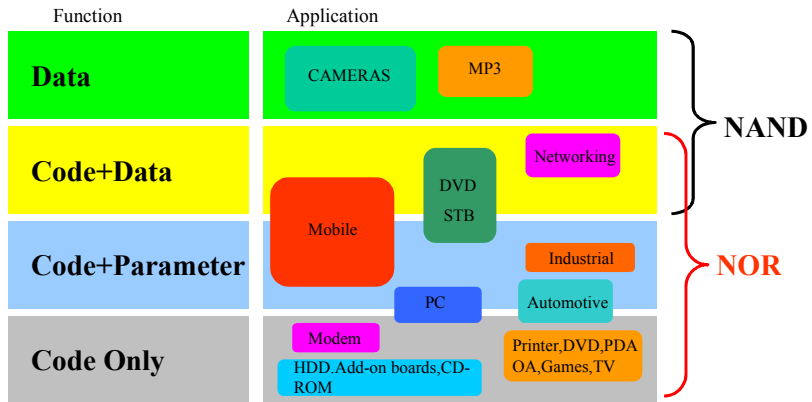 Function
Application
Data
CAMERAS
MP3
NAND
Code+Data
Networking
DVD
STB
Mobile
Code+Parameter
Industrial
NOR
PC
Automotive
Code Only
Modem
Printer,DVD,PDA
OA,Games,TV
HDD.Add-on boards,CD-
ROM